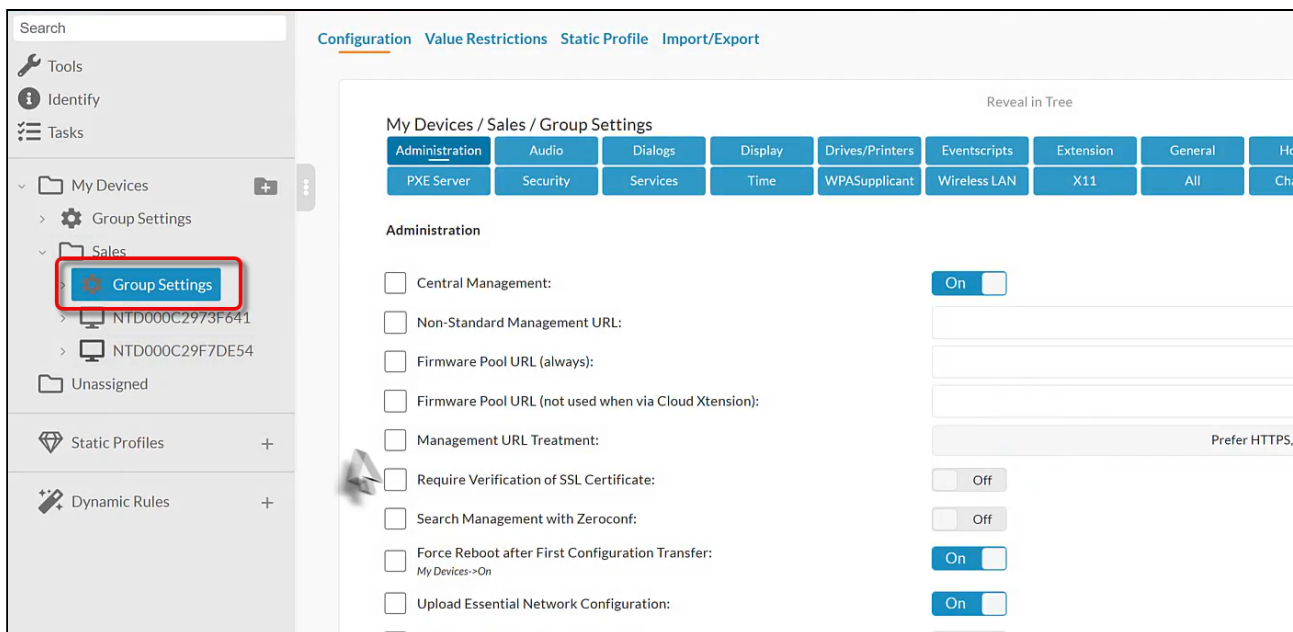 Search
Tools
Identify
Tasks
My Devices
Group Settings
Sales
Group Settings
NTD000C2973F641
NTD000C29F7DE54
Unassigned
Static Profiles
Dynamic Rules
Configuration Value Restrictions Static Profile Import/Export
Reveal in Tree
My Devices / Sales / Group Settings
Administration Audio Dialogs Display Drives/Printers Eventscripts Extension General
PXE Server Security Services Time WPASupplicant Wireless LAN X11 All
Administration
Central Management: On
Non-Standard Management URL:
Firmware Pool URL (always):
Firmware Pool URL (not used when via Cloud Xtension):
Management URL Treatment: Prefer HTTPS,
Require Verification of SSL Certificate: Off
Search Management with Zeroconf: Off
Force Reboot after First Configuration Transfer: On
My Devices->On
Upload Essential Network Configuration: On